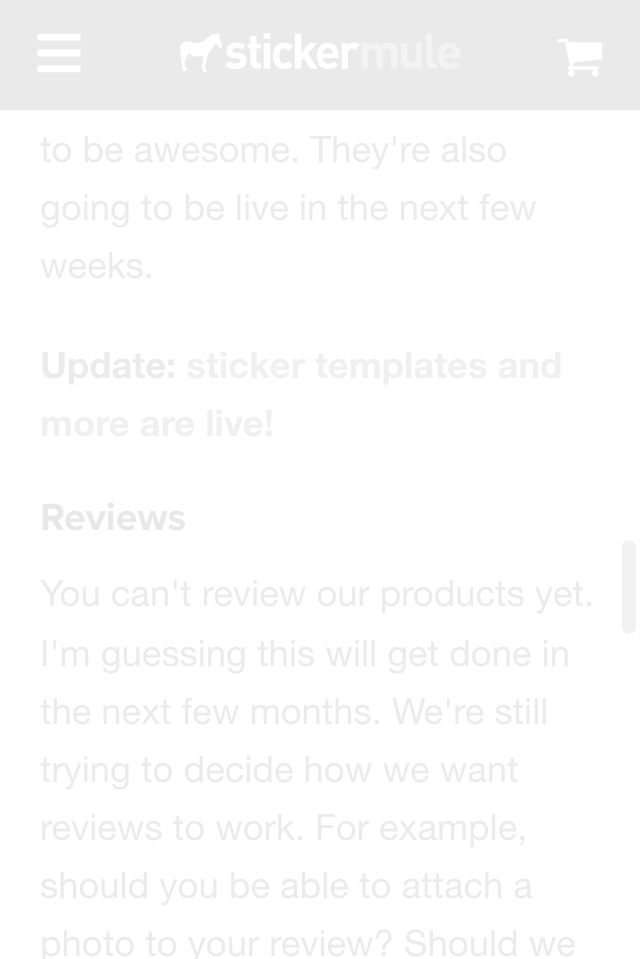 stickermule
to be awesome. They're also
going to be live in the next few
weeks.
Update: sticker templates and
more are live!
Reviews
You can't review our products yet.
I'm guessing this will get done in
the next few months. We're still
trying to decide how we want
reviews to work. For example,
should you be able to attach a
photo to your review? Should we